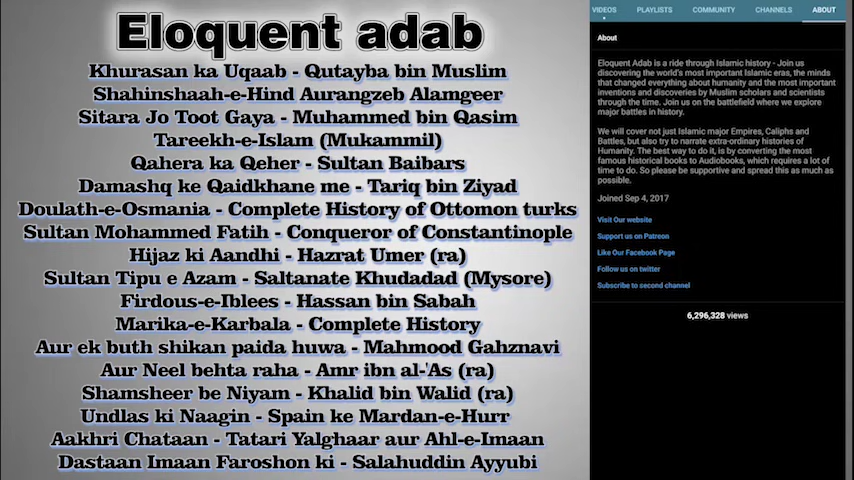 Eloquent adab
Khurasan ka Uqaab - Qutayba bin Muslim
Shahinshaah-e-Hind Aurangzeb Alamgeer
Sitara Jo Toot Gaya - Muhammed bin Qasim
Tareekh-e-Islam (Mukammil)
Qahera ka Qeher - Sultan Baibars
Damashq ke Qaidkhane me - Tariq bin Ziyad
Doulath-e-Osmania - Complete History of Ottomon turks
Sultan Mohammed Fatih - Conqueror of Constantinople
Hijaz ki Aandhi - Hazrat Umer (ra)
Sultan Tipu e Azam - Saltanate Khudadad (Mysore)
Firdous-e-Iblees - Hassan bin Sabah
Marika-e-Karbala - Complete History
Aur ek buth shikan paida huwa - Mahmood Gahznavi
Aur Neel behta raha - Amr ibn al-'As (ra)
Shamsheer be Niyam - Khalid bin Walid (ra)
Undlas ki Naagin - Spain ke Mardan-e-Hurr
Aakhri Chataan - Tatari Yalghaar aur Ahl-e-Imaan
Dastaan Imaan Faroshon ki - Salahuddin Ayyubi
VIDEOS PLAYLISTS COMMUNITY CHANNELS ABOUT
About
Eloquent Adab is a ride through Islamic history - Join us
discovering the world's most important Islamic eras, the minds
that changed everything about humanity and the most important
inventions and discoveries by Muslim scholars and scientists
through the time. Join us on the battlefield where we explore
major battles in history.
We will cover not just Islamic major Empires, Caliphs and
Battles, but also try to narrate extra-ordinary histories of
Humanity. The best way to do it, is by converting the most
famous historical books to Audiobooks, which requires a lot of
time to do. So please be supportive and spread this as much as
possible.
Joined Sep 4, 2017
Visit Our website
Support us on Patreon
Like Our Facebook Page
Follow us on twitter
Subscribe to second channel
6,296,328 views